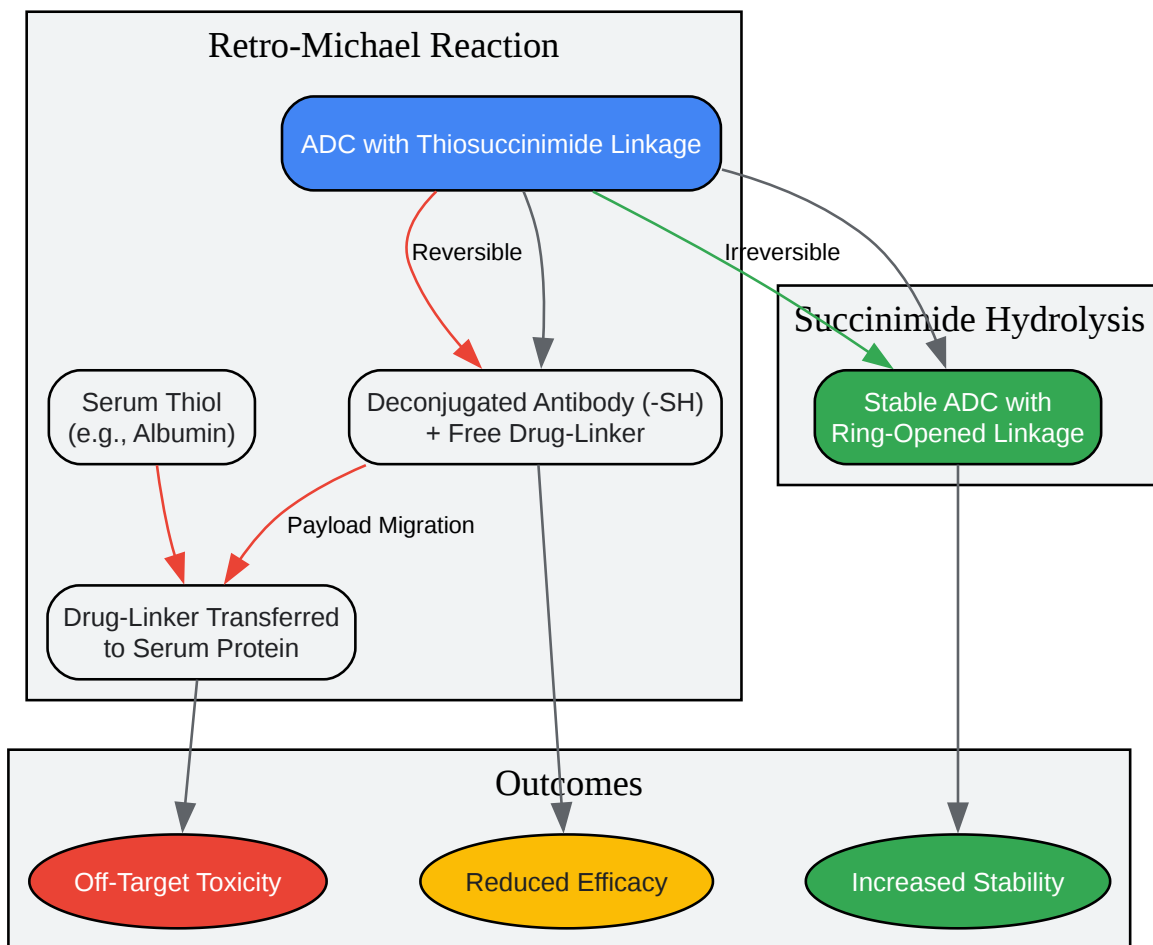 Retro-Michael Reaction
ADC with Thiosuccinimide Linkage
Reversible
Irreversible
Succinimide Hydrolysis
Serum Thiol
(e.g., Albumin)
Deconjugated Antibody (-SH)
+ Free Drug-Linker
Stable ADC with
Ring-Opened Linkage
Payload Migration
Drug-Linker Transferred
to Serum Protein
Outcomes
Off-Target Toxicity
Reduced Efficacy
Increased Stability